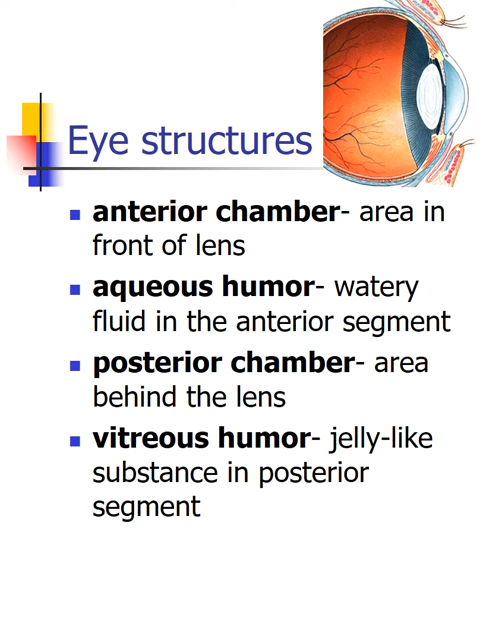 Eye structures
anterior chamber- area in
front of lens
aqueous humor- watery
fluid in the anterior segment
posterior chamber- area
behind the lens
vitreous humor- jelly-like
substance in posterior
segment